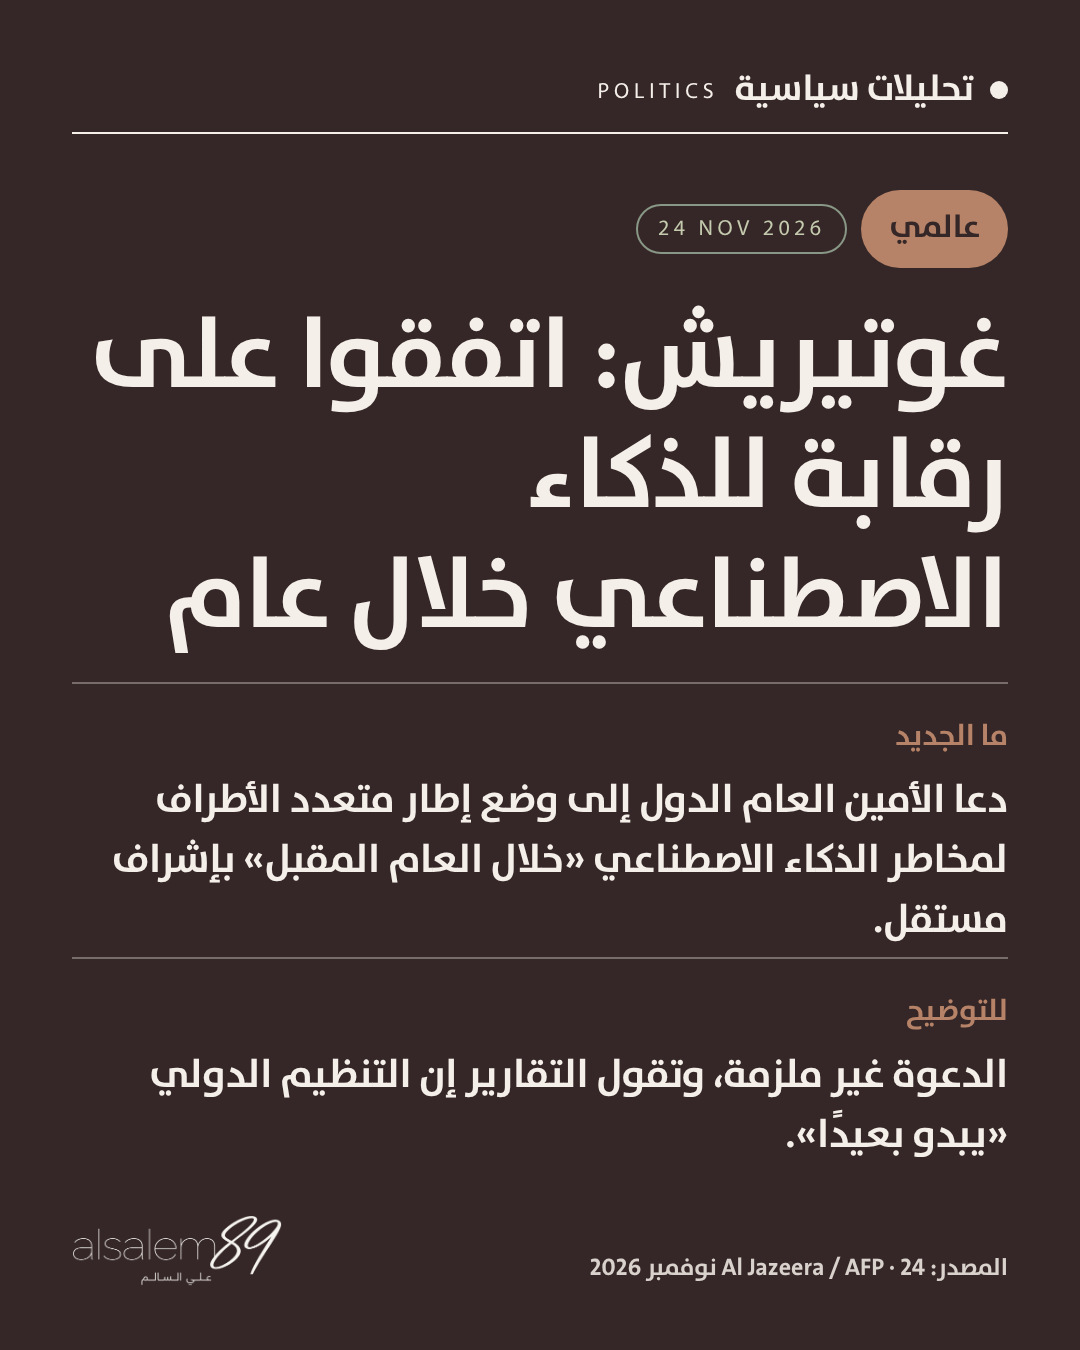 تحليلات سياسية POLITICS
عالمي 24 NOV 2026
غوتيريش: اتفقوا على
رقابة للذكاء
الاصطناعي خلال عام
ما الجديد
دعا الأمين العام الدول إلى وضع إطار متعدد الأطراف
لمخاطر الذكاء الاصطناعي «خلال العام المقبل» بإشراف
مستقل.
للتوضيح
الدعوة غير ملزمة، وتقول التقارير إن التنظيم الدولي
«يبدو بعيدًا».
المصدر: Al Jazeera / AFP · 24 نوفمبر 2026
alsalem89
علي السالم